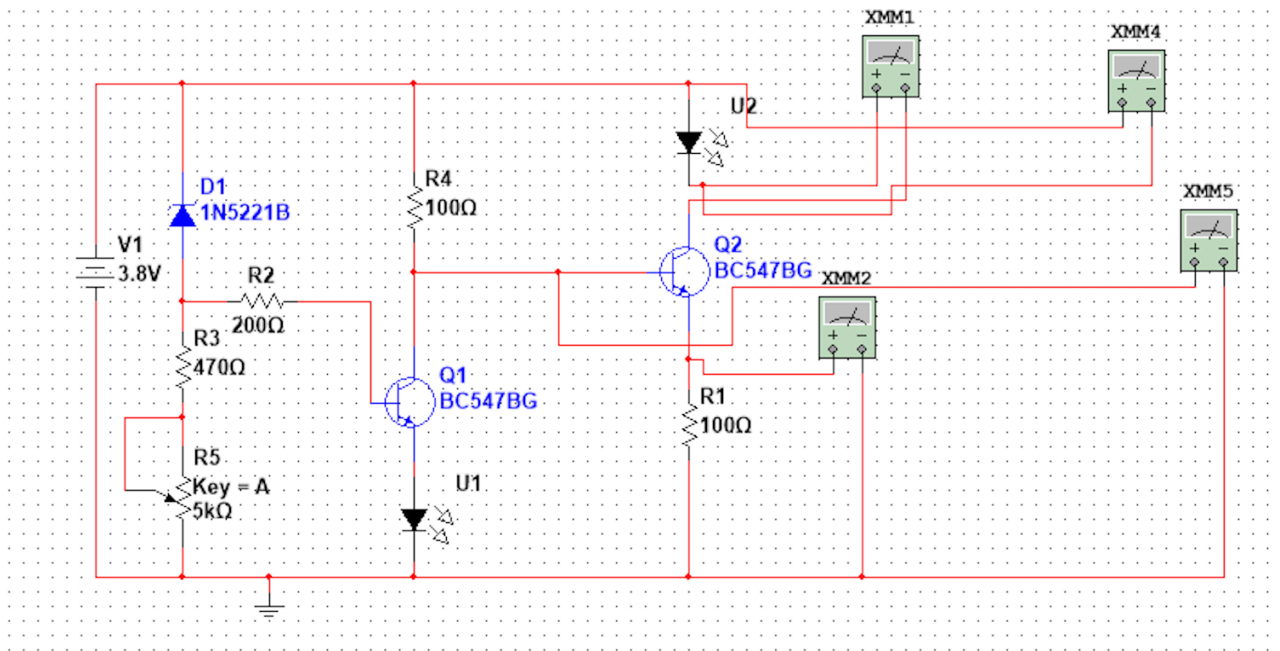 XMM1
XMM4
+ −
+ −
U2
D1
1N5221B
R4
100Ω
XMM5
+ −
V1
3.8V
R2
200Ω
Q2
BC547BG
XMM2
+ −
R3
470Ω
Q1
BC547BG
R1
100Ω
R5
Key = A
5kΩ
U1